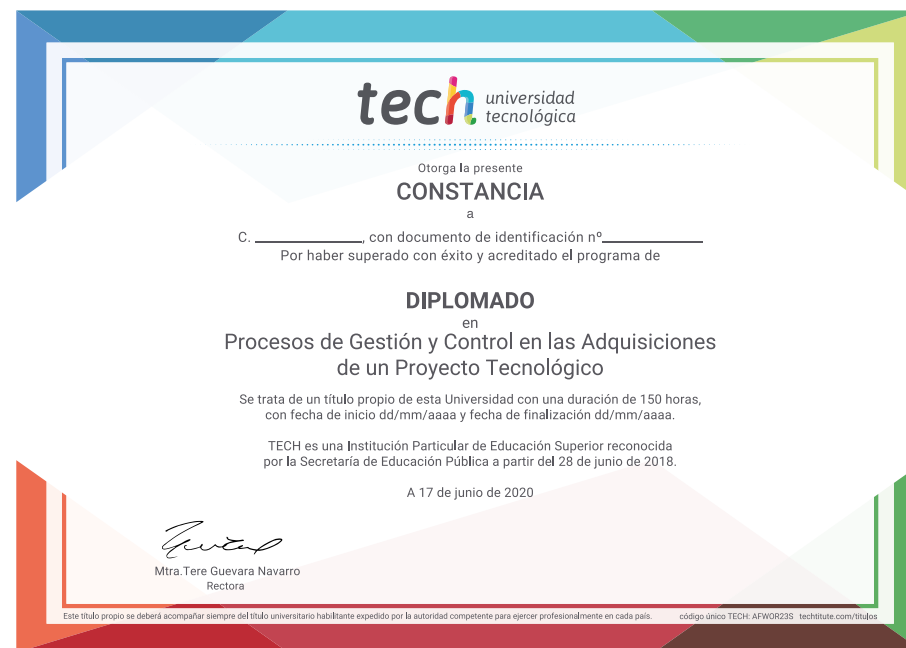 tech universidad
tecnológica
Otorga la presente
CONSTANCIA
a
C. ____________, con documento de identificación nº____________
Por haber superado con éxito y acreditado el programa de
DIPLOMADO
en
Procesos de Gestión y Control en las Adquisiciones
de un Proyecto Tecnológico
Se trata de un título propio de esta Universidad con una duración de 150 horas,
con fecha de inicio dd/mm/aaaa y fecha de finalización dd/mm/aaaa.
TECH es una Institución Particular de Educación Superior reconocida
por la Secretaría de Educación Pública a partir del 28 de junio de 2018.
A 17 de junio de 2020
Mtra.Tere Guevara Navarro
Rectora
Este título propio se deberá acompañar siempre del título universitario habilitante expedido por la autoridad competente para ejercer profesionalmente en cada país. código único TECH: AFWOR23S techtitute.com/titulos